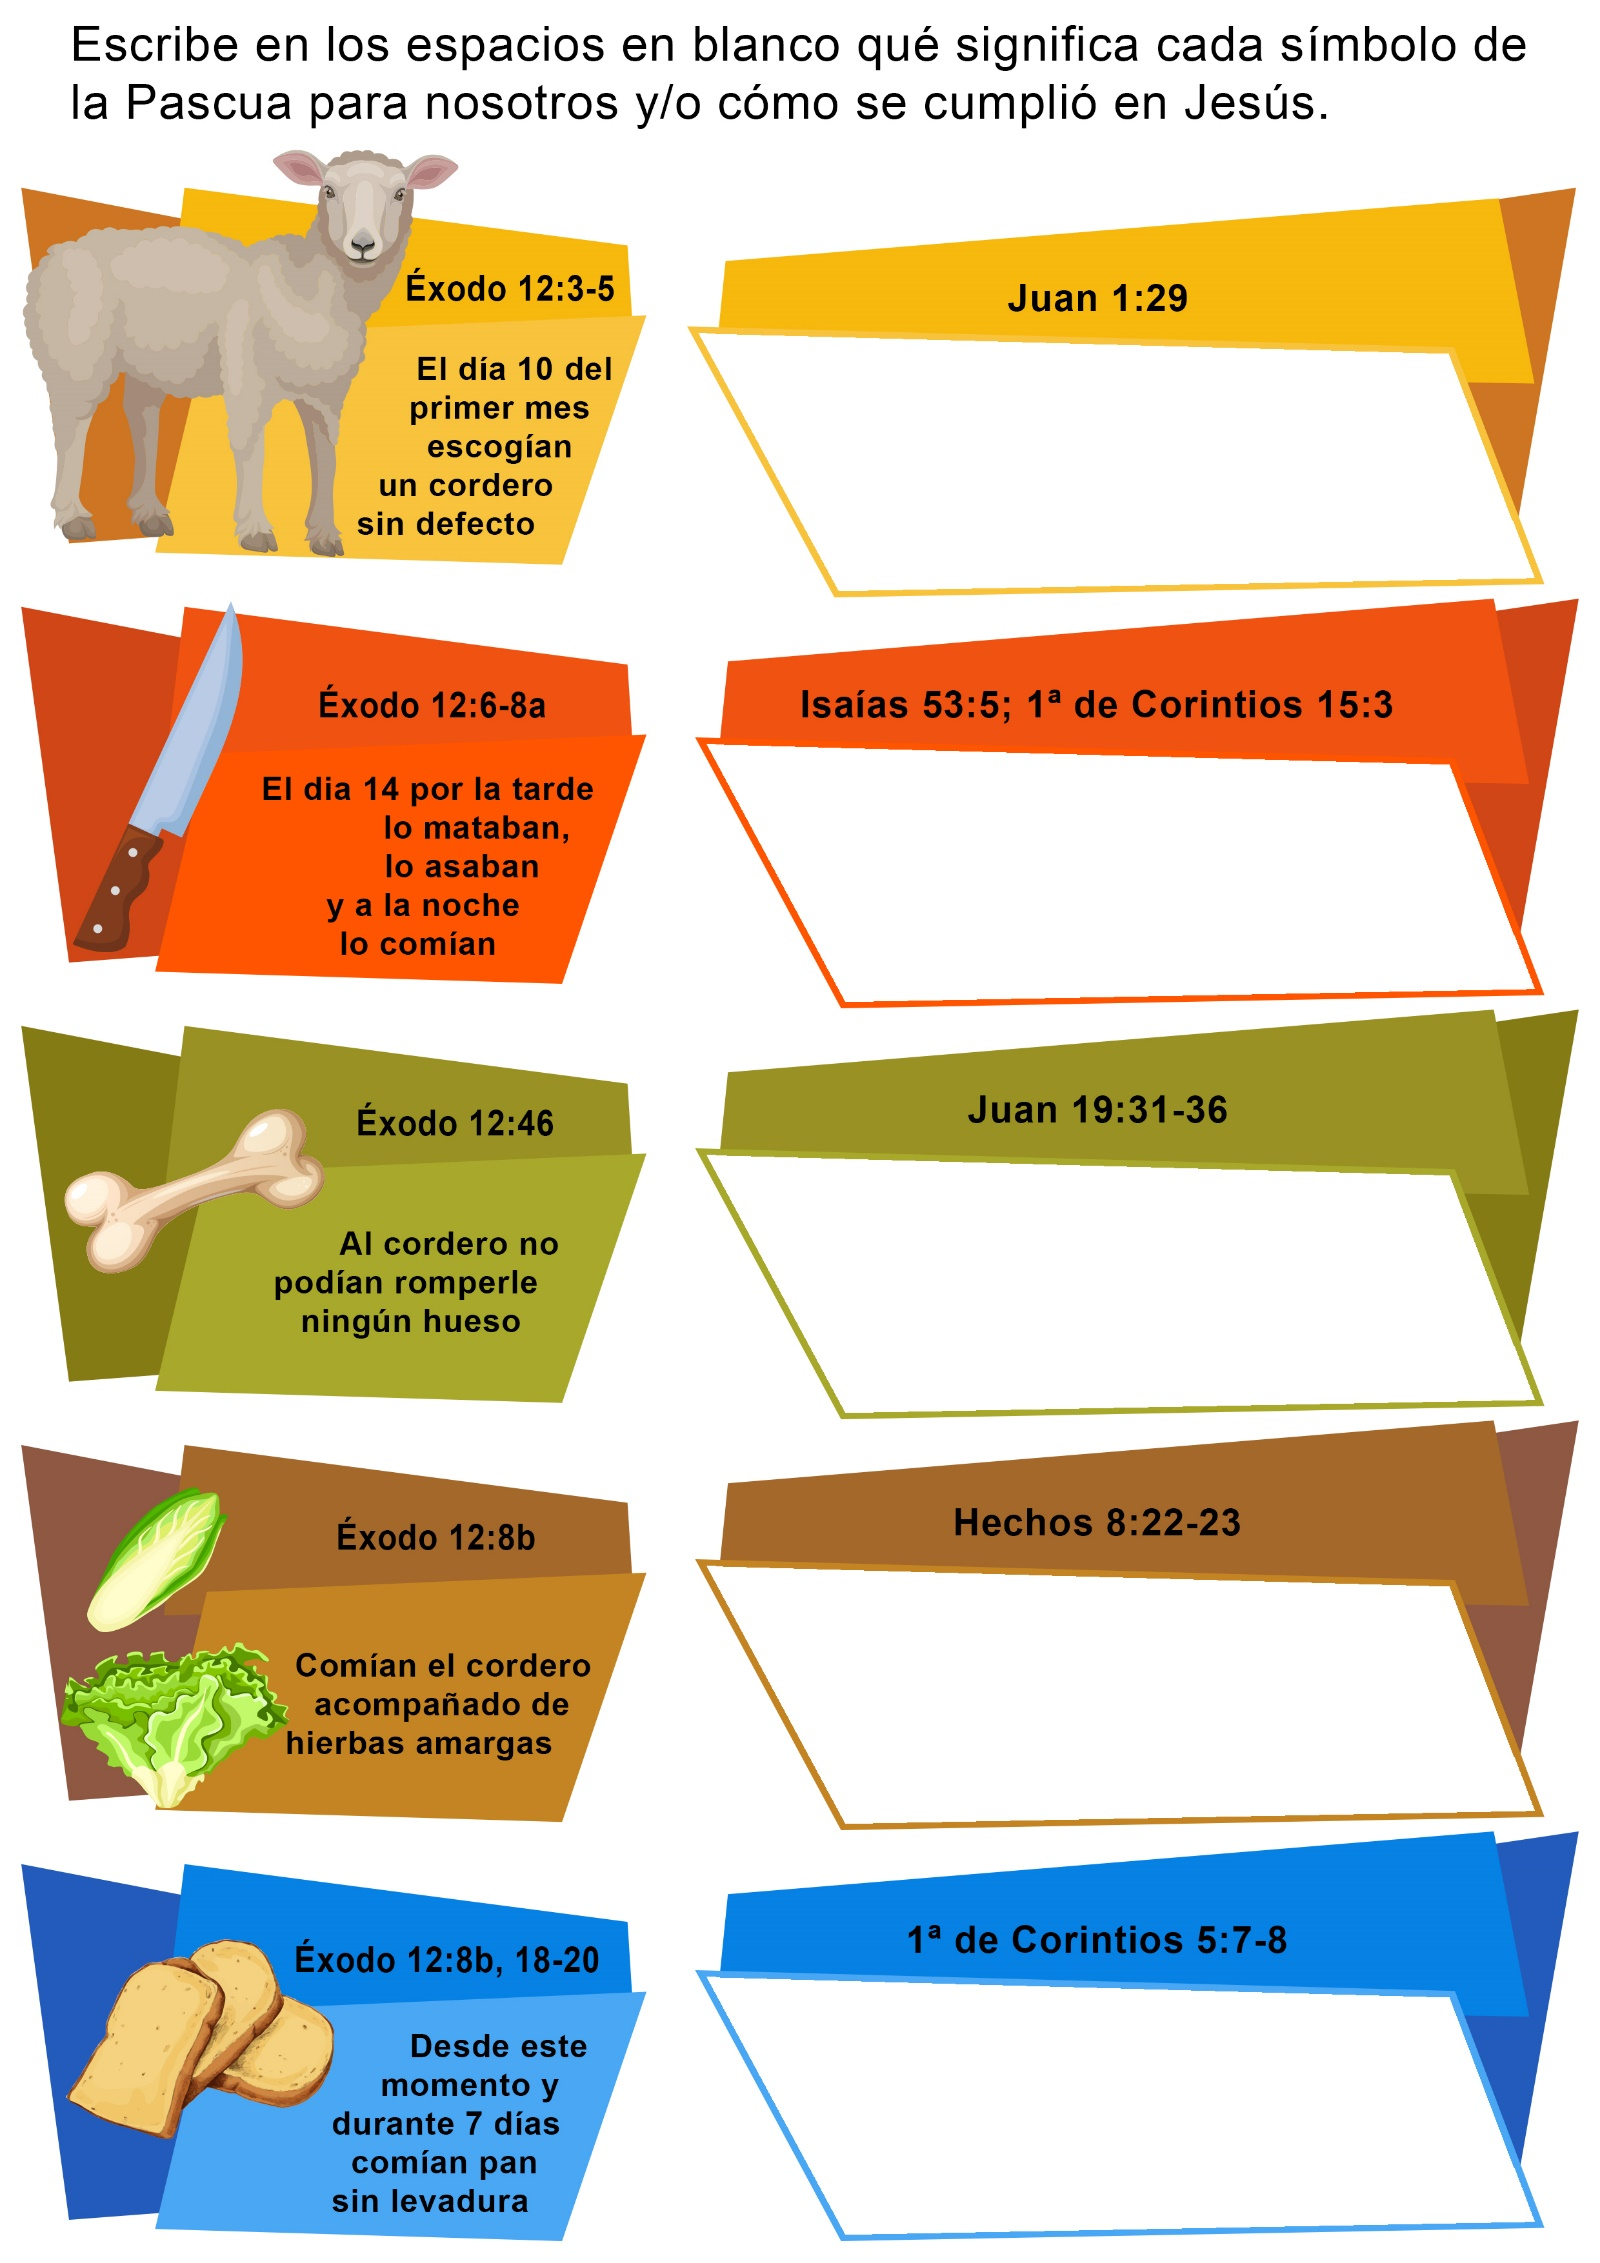 Escribe en los espacios en blanco qué significa cada símbolo de
la Pascua para nosotros y/o cómo se cumplió en Jesús.
Éxodo 12:3-5
El día 10 del
primer mes
escogían
un cordero
sin defecto
Juan 1:29
Éxodo 12:6-8a
El dia 14 por la tarde
lo mataban,
lo asaban
y a la noche
lo comían
Isaías 53:5; 1ª de Corintios 15:3
Éxodo 12:46
Al cordero no
podían romperle
ningún hueso
Juan 19:31-36
Éxodo 12:8b
Comían el cordero
acompañado de
hierbas amargas
Hechos 8:22-23
Éxodo 12:8b, 18-20
Desde este
momento y
durante 7 días
comían pan
sin levadura
1ª de Corintios 5:7-8